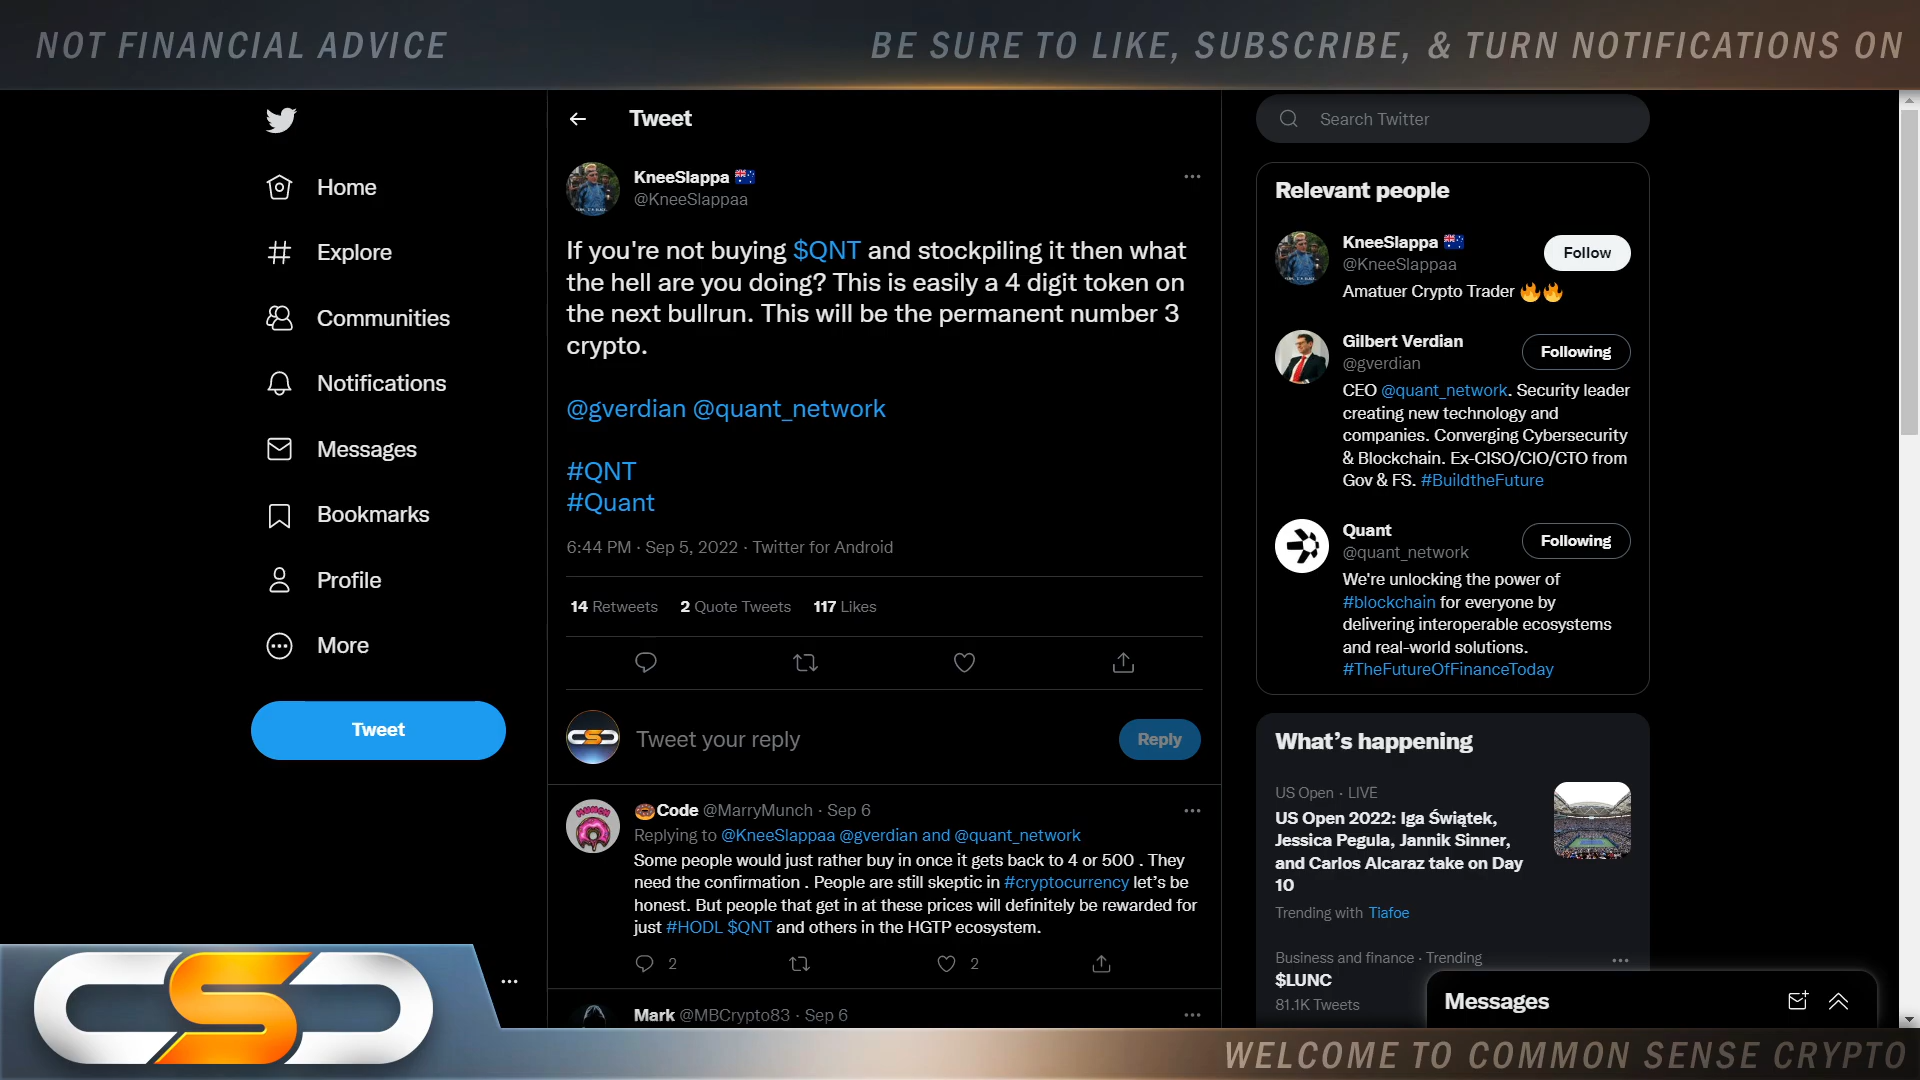 NOT FINANCIAL ADVICE
BE SURE TO LIKE, SUBSCRIBE, & TURN NOTIFICATIONS ON
Home
Explore
Communities
Notifications
Messages
Bookmarks
Profile
More
Tweet
Tweet
KneeSlappa 🇦🇺
@KneeSlappaa
If you're not buying $QNT and stockpiling it then what
the hell are you doing? This is easily a 4 digit token on
the next bullrun. This will be the permanent number 3
crypto.
@gverdian @quant_network
#QNT
#Quant
6:44 PM · Sep 5, 2022 · Twitter for Android
14 Retweets 2 Quote Tweets 117 Likes
Tweet your reply
Reply
🍩Code @MarryMunch · Sep 6
Replying to @KneeSlappaa @gverdian and @quant_network
Some people would just rather buy in once it gets back to 4 or 500 . They
need the confirmation . People are still skeptic in #cryptocurrency let's be
honest. But people that get in at these prices will definitely be rewarded for
just #HODL $QNT and others in the HGTP ecosystem.
2 2
Mark @MBCrypto83 · Sep 6
Search Twitter
Relevant people
KneeSlappa 🇦🇺
@KneeSlappaa
Follow
Amatuer Crypto Trader 🔥🔥
Gilbert Verdian
@gverdian
Following
CEO @quant_network. Security leader
creating new technology and
companies. Converging Cybersecurity
& Blockchain. Ex-CISO/CIO/CTO from
Gov & FS. #BuildtheFuture
Quant
@quant_network
Following
We're unlocking the power of
#blockchain for everyone by
delivering interoperable ecosystems
and real-world solutions.
#TheFutureOfFinanceToday
What's happening
US Open · LIVE
US Open 2022: Iga Świątek,
Jessica Pegula, Jannik Sinner,
and Carlos Alcaraz take on Day
10
Trending with Tiafoe
Business and finance · Trending
$LUNC
81.1K Tweets
Messages
CSC
WELCOME TO COMMON SENSE CRYPTO